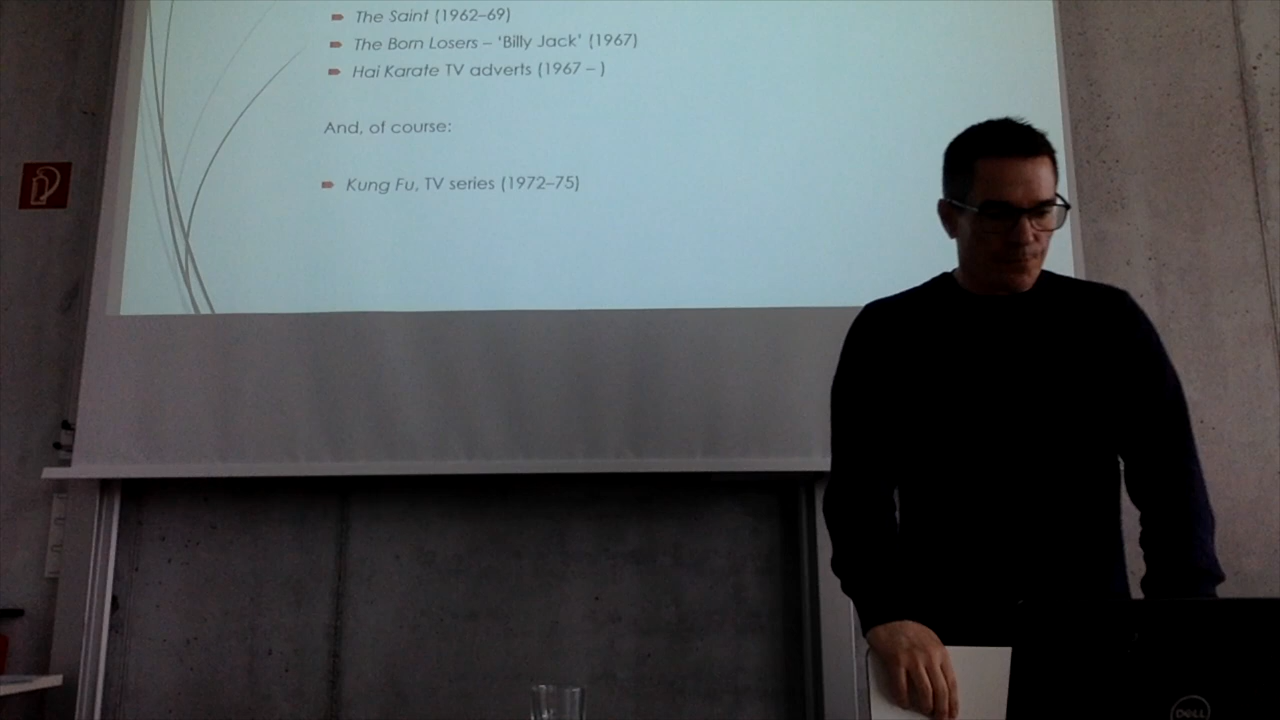 The Saint (1962–69)
The Born Losers – ‘Billy Jack’ (1967)
Hai Karate TV adverts (1967 – )
And, of course:
Kung Fu, TV series (1972–75)
DELL